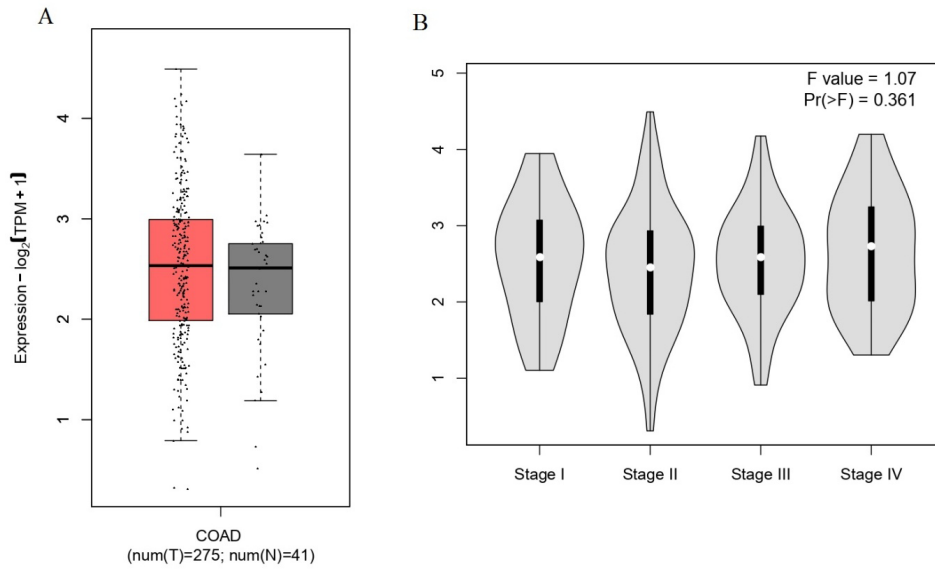 A
Expression − log₂(TPM + 1)
4
3
2
1
COAD
(num(T)=275; num(N)=41)
B
F value = 1.07
Pr(>F) = 0.361
5
4
3
2
1
Stage I
Stage II
Stage III
Stage IV